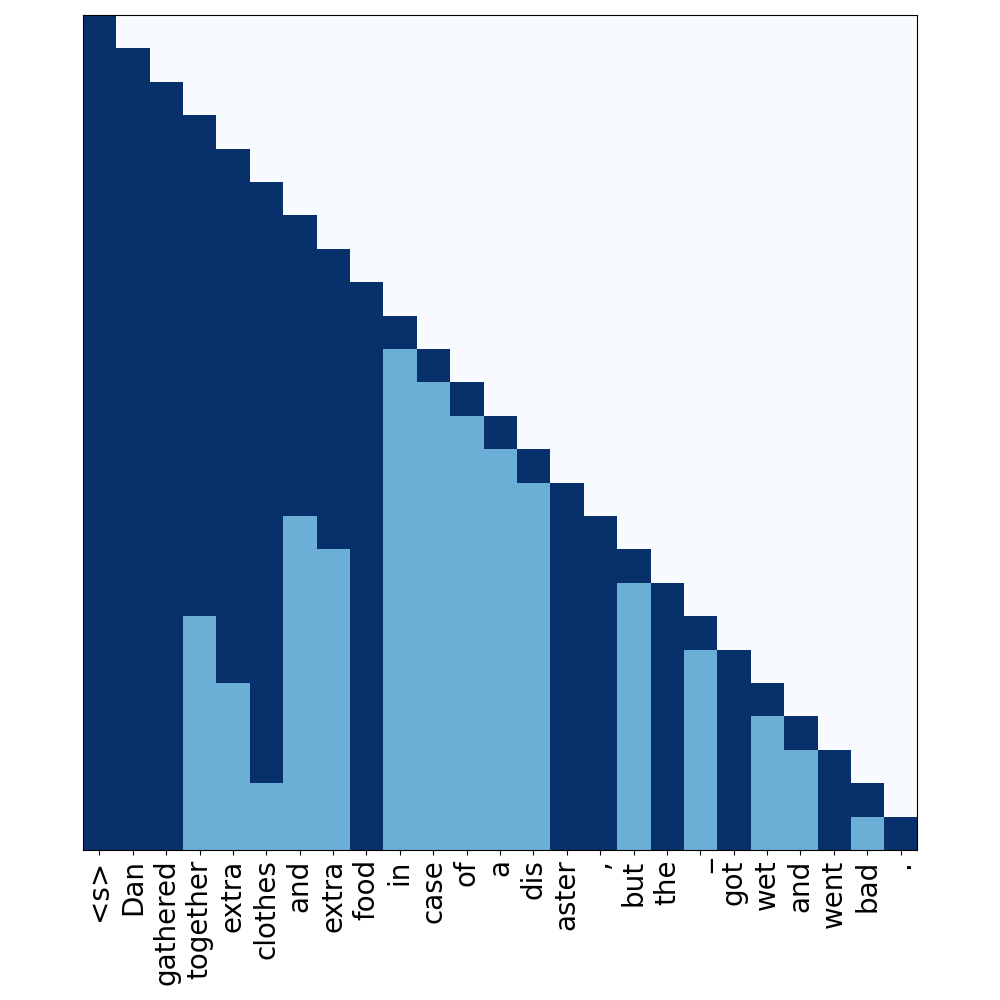 <s>
Dan
gathered
together
extra
clothes
and
extra
food
in
case
of
a
dis
aster
,
but
the
_
got
wet
and
went
bad
.